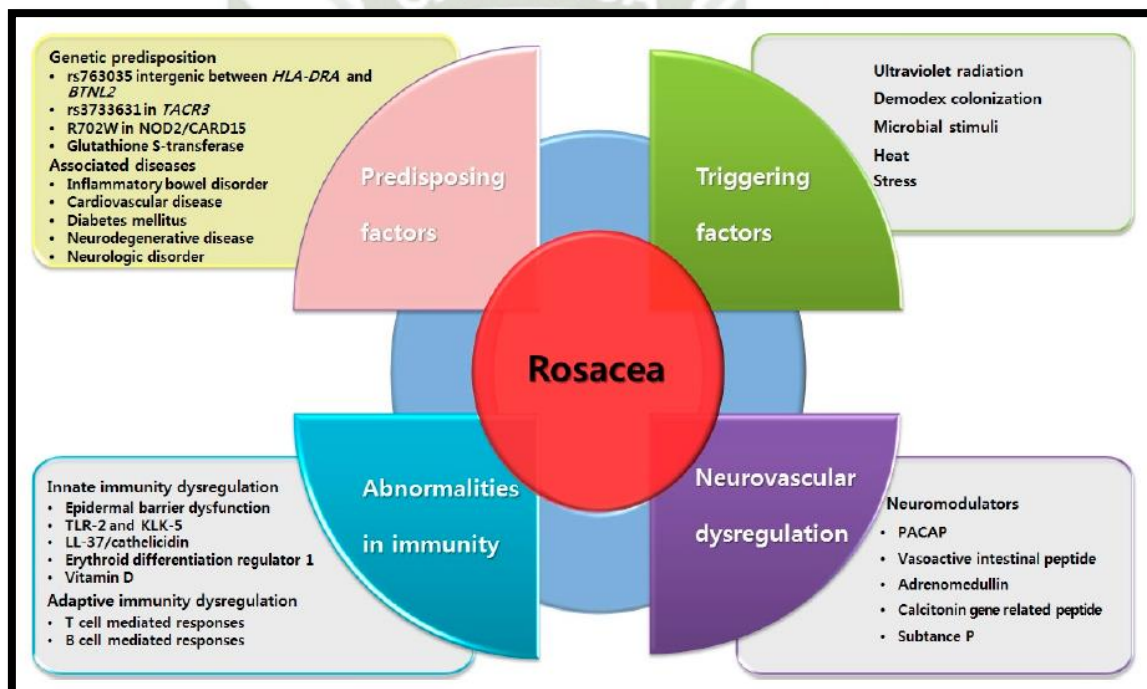 Genetic predisposition
• rs763035 intergenic between HLA-DRA and
BTNL2
• rs3733631 in TACR3
• R702W in NOD2/CARD15
• Glutathione S-transferase
Associated diseases
• Inflammatory bowel disorder
• Cardiovascular disease
• Diabetes mellitus
• Neurodegenerative disease
• Neurologic disorder
Predisposing
factors
Triggering
factors
Ultraviolet radiation
Demodex colonization
Microbial stimuli
Heat
Stress
Rosacea
Innate immunity dysregulation
• Epidermal barrier dysfunction
• TLR-2 and KLK-5
• LL-37/cathelicidin
• Erythroid differentiation regulator 1
• Vitamin D
Adaptive immunity dysregulation
• T cell mediated responses
• B cell mediated responses
Abnormalities
in immunity
Neurovascular
dysregulation
Neuromodulators
• PACAP
• Vasoactive intestinal peptide
• Adrenomedullin
• Calcitonin gene related peptide
• Subtance P